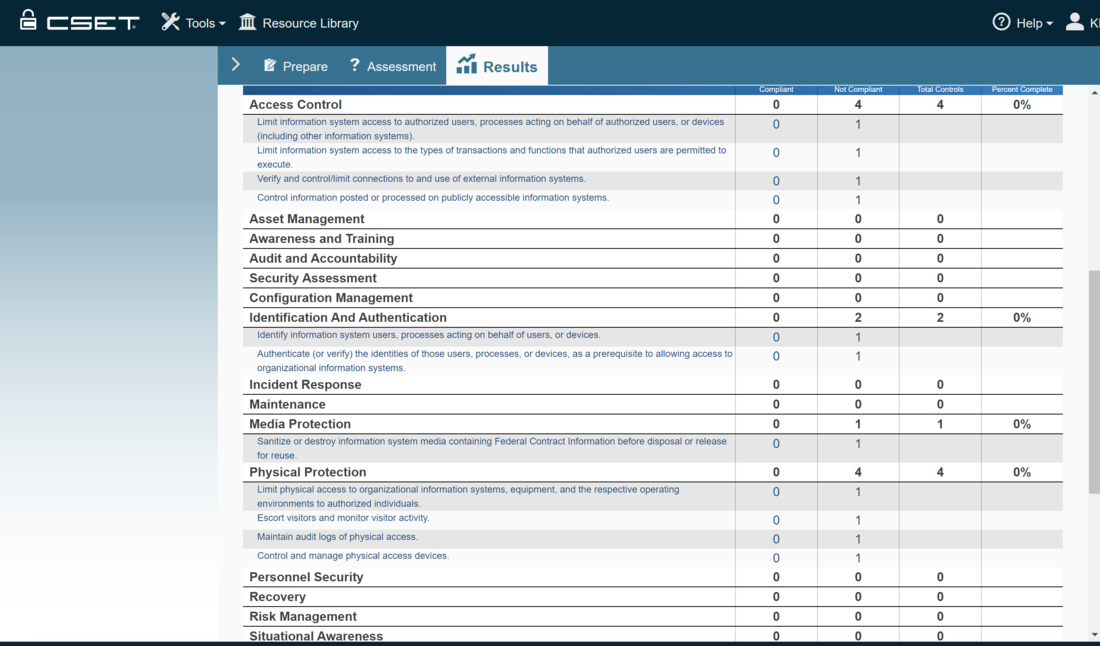 CSET Tools Resource Library Help
Prepare ? Assessment Results
Compliant Not Compliant Total Controls Percent Complete
Access Control 0 4 4 0%
Limit information system access to authorized users, processes acting on behalf of authorized users, or devices
(including other information systems). 0 1
Limit information system access to the types of transactions and functions that authorized users are permitted to
execute. 0 1
Verify and control/limit connections to and use of external information systems. 0 1
Control information posted or processed on publicly accessible information systems. 0 1
Asset Management 0 0 0
Awareness and Training 0 0 0
Audit and Accountability 0 0 0
Security Assessment 0 0 0
Configuration Management 0 0 0
Identification And Authentication 0 2 2 0%
Identify information system users, processes acting on behalf of users, or devices. 0 1
Authenticate (or verify) the identities of those users, processes, or devices, as a prerequisite to allowing access to
organizational information systems. 0 1
Incident Response 0 0 0
Maintenance 0 0 0
Media Protection 0 1 1 0%
Sanitize or destroy information system media containing Federal Contract Information before disposal or release
for reuse. 0 1
Physical Protection 0 4 4 0%
Limit physical access to organizational information systems, equipment, and the respective operating
environments to authorized individuals. 0 1
Escort visitors and monitor visitor activity. 0 1
Maintain audit logs of physical access. 0 1
Control and manage physical access devices. 0 1
Personnel Security 0 0 0
Recovery 0 0 0
Risk Management 0 0 0
Situational Awareness 0 0 0